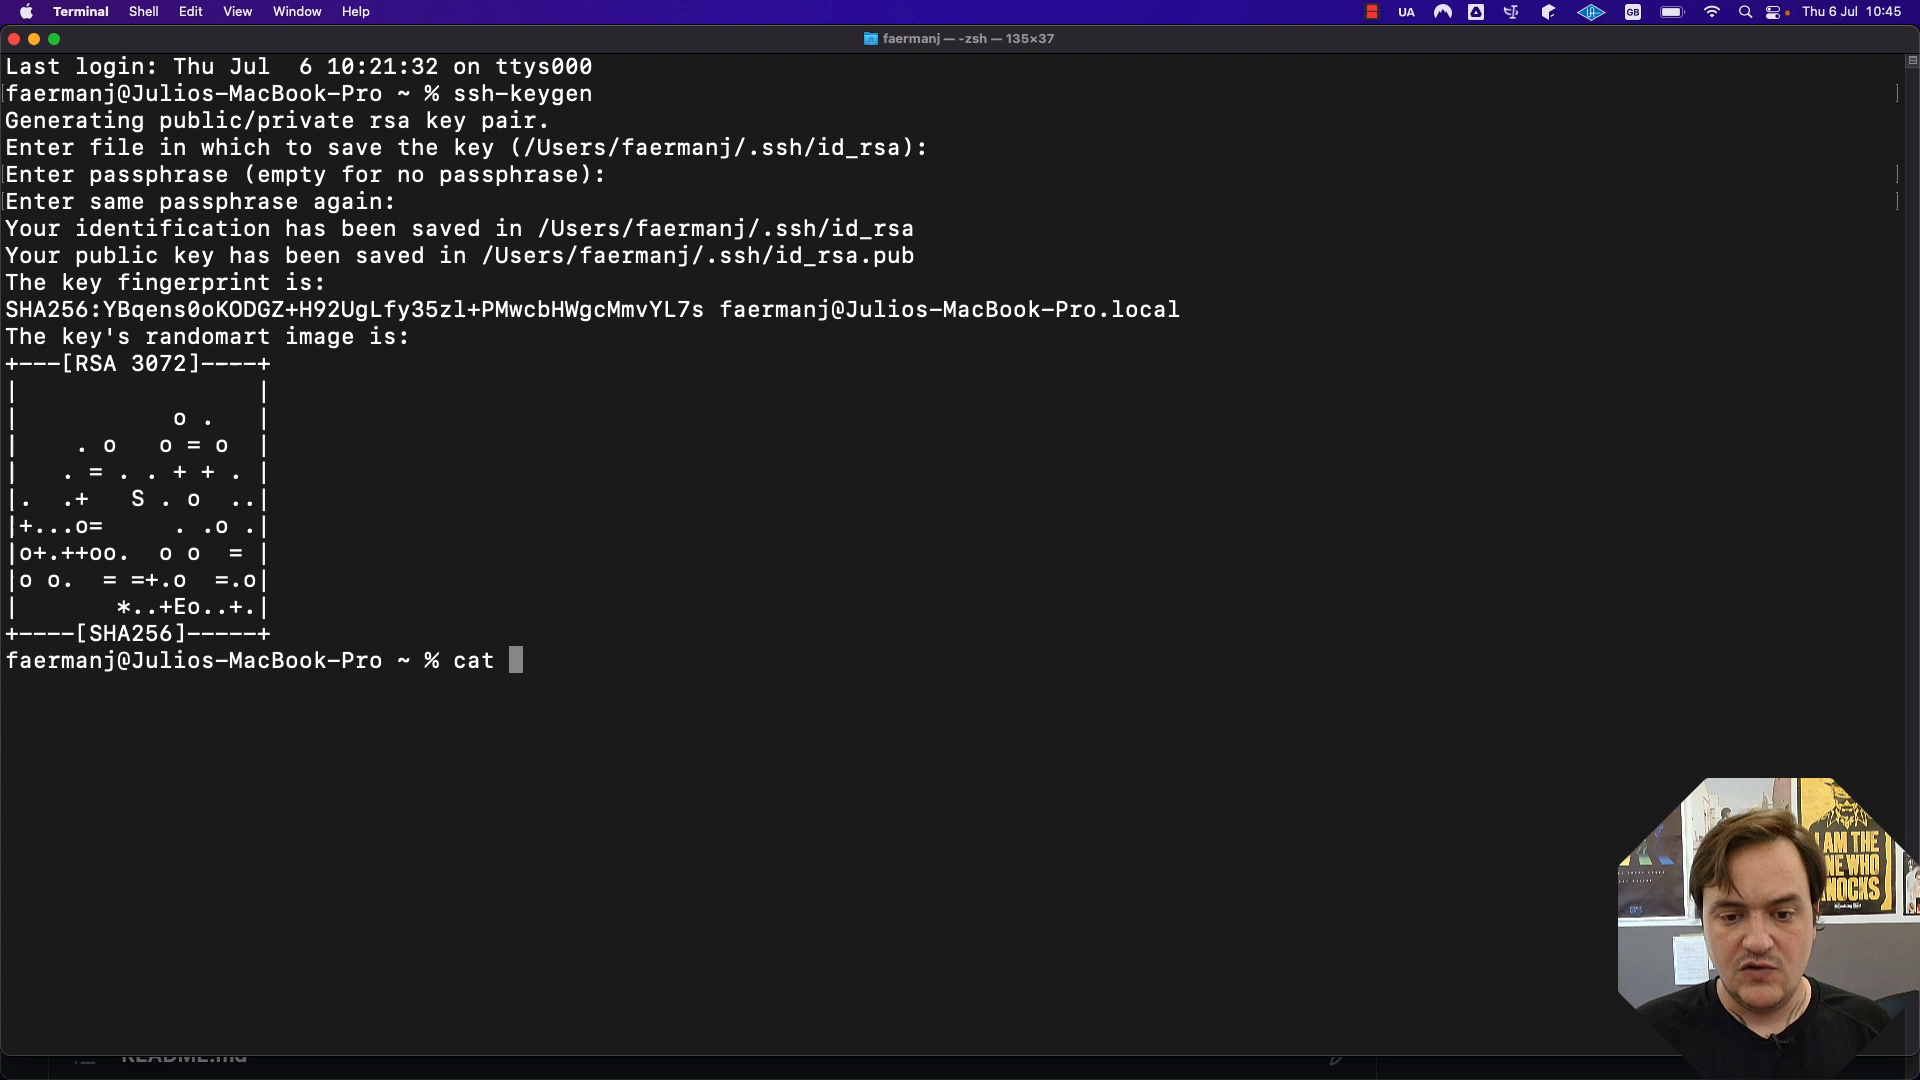 Terminal Shell Edit View Window Help UA GB Thu 6 Jul 10:45
faermanj — -zsh — 135×37
Last login: Thu Jul  6 10:21:32 on ttys000
faermanj@Julios-MacBook-Pro ~ % ssh-keygen
Generating public/private rsa key pair.
Enter file in which to save the key (/Users/faermanj/.ssh/id_rsa):
Enter passphrase (empty for no passphrase):
Enter same passphrase again:
Your identification has been saved in /Users/faermanj/.ssh/id_rsa
Your public key has been saved in /Users/faermanj/.ssh/id_rsa.pub
The key fingerprint is:
SHA256:YBqens0oKODGZ+H92UgLfy35zl+PMwcbHWgcMmvYL7s faermanj@Julios-MacBook-Pro.local
The key's randomart image is:
+---[RSA 3072]----+
|                 |
|           o .   |
|    . o   o = o  |
|   . = . . + + . |
|.  .+   S . o  ..|
|+...o=     . .o .|
|o+.++oo.  o o  = |
|o o.  = =+.o  =.o|
|       *..+Eo..+.|
+----[SHA256]-----+
faermanj@Julios-MacBook-Pro ~ % cat
I AM THE
ONE WHO
KNOCKS
README.md